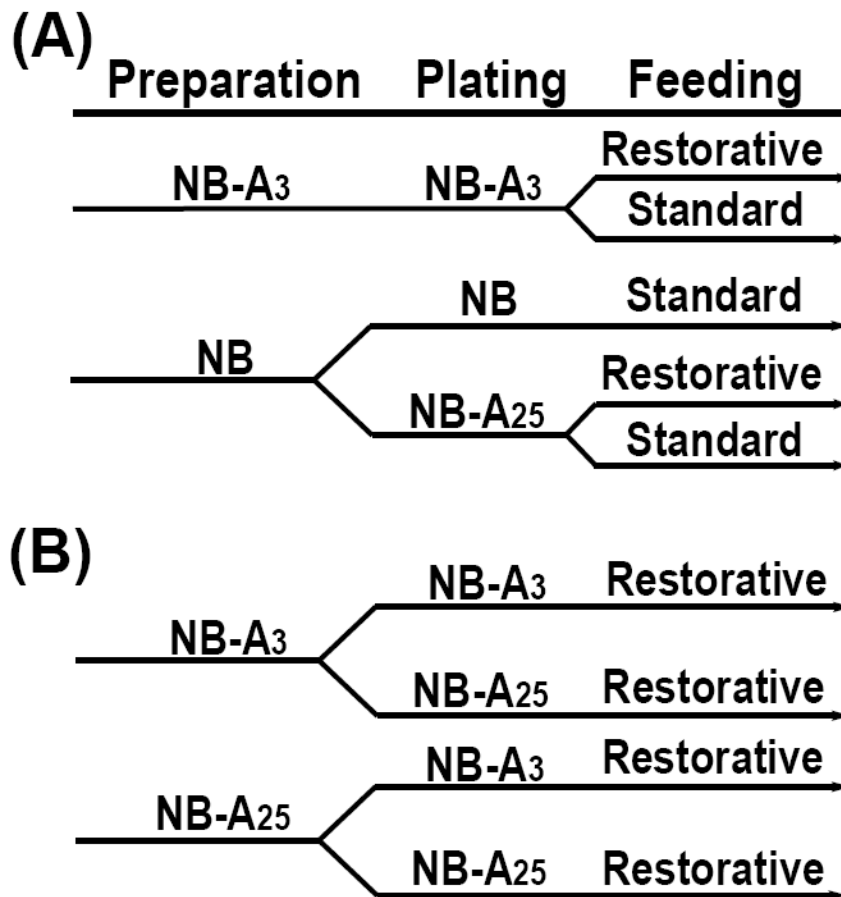 (A)
Preparation Plating Feeding
Restorative
NB-A3 NB-A3
Standard
NB Standard
NB
Restorative
NB-A25
Standard
(B)
NB-A3 Restorative
NB-A3
NB-A25 Restorative
NB-A3 Restorative
NB-A25
NB-A25 Restorative